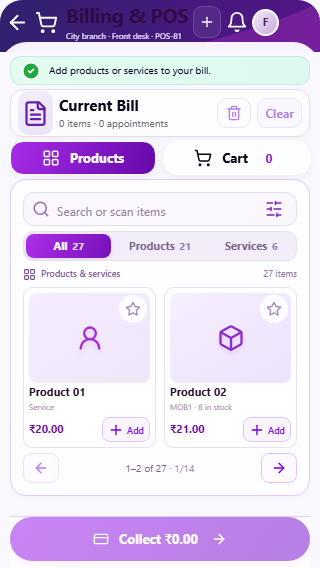 Billing & POS
City branch · Front desk · POS-81
F
Add products or services to your bill.
Current Bill
0 items · 0 appointments
Clear
Products
Cart 0
Search or scan items
All 27
Products 21
Services 6
Products & services
27 items
Product 01
Service
₹20.00
Add
Product 02
MOB1 · 8 in stock
₹21.00
Add
1–2 of 27 · 1/14
Collect ₹0.00